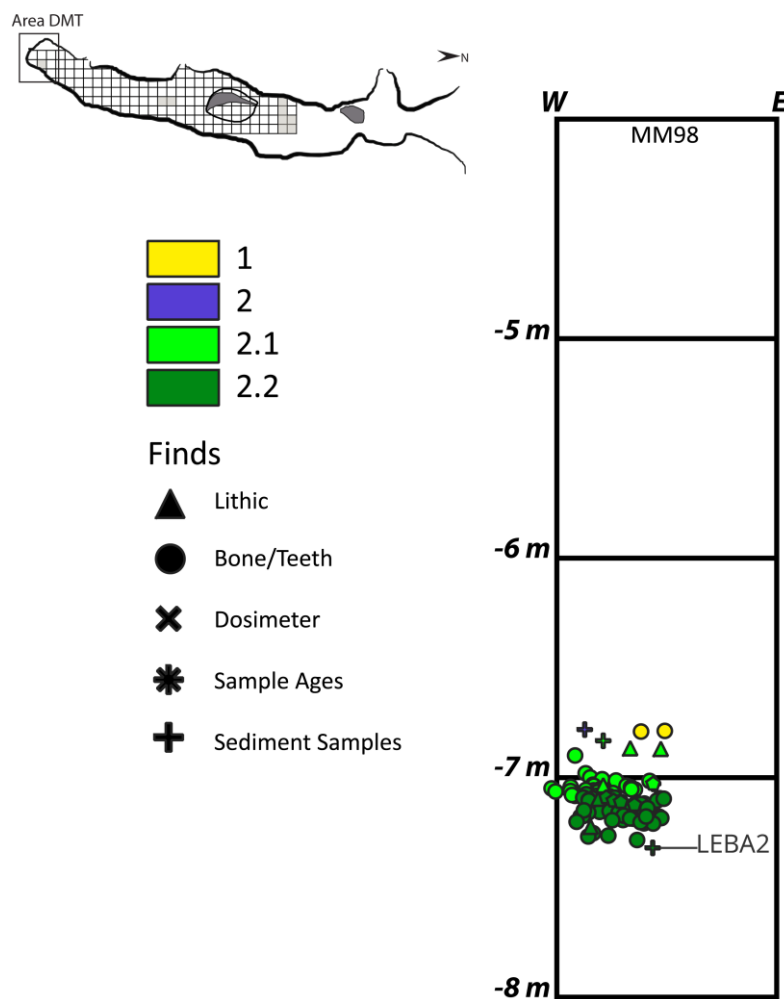 Area DMT
N
W
E
MM98
-5 m
-6 m
-7 m
-8 m
LEBA2
1
2
2.1
2.2
Finds
Lithic
Bone/Teeth
Dosimeter
Sample Ages
Sediment Samples